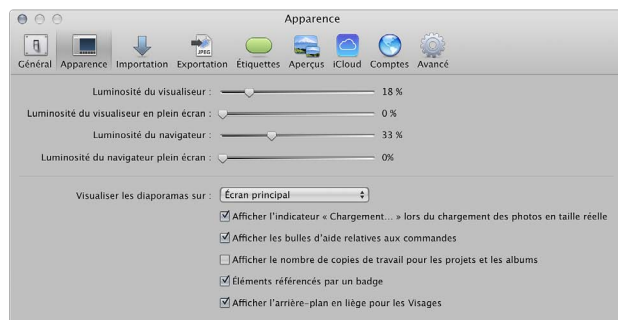 Apparence
JPEG
Général Apparence Importation Exportation Étiquettes Aperçus iCloud Comptes Avancé
Luminosité du visualiseur : 18 %
Luminosité du visualiseur en plein écran : 0 %
Luminosité du navigateur : 33 %
Luminosité du navigateur plein écran : 0%
Visualiser les diaporamas sur : Écran principal
Afficher l'indicateur « Chargement... » lors du chargement des photos en taille réelle
Afficher les bulles d'aide relatives aux commandes
Afficher le nombre de copies de travail pour les projets et les albums
Éléments référencés par un badge
Afficher l'arrière-plan en liège pour les Visages